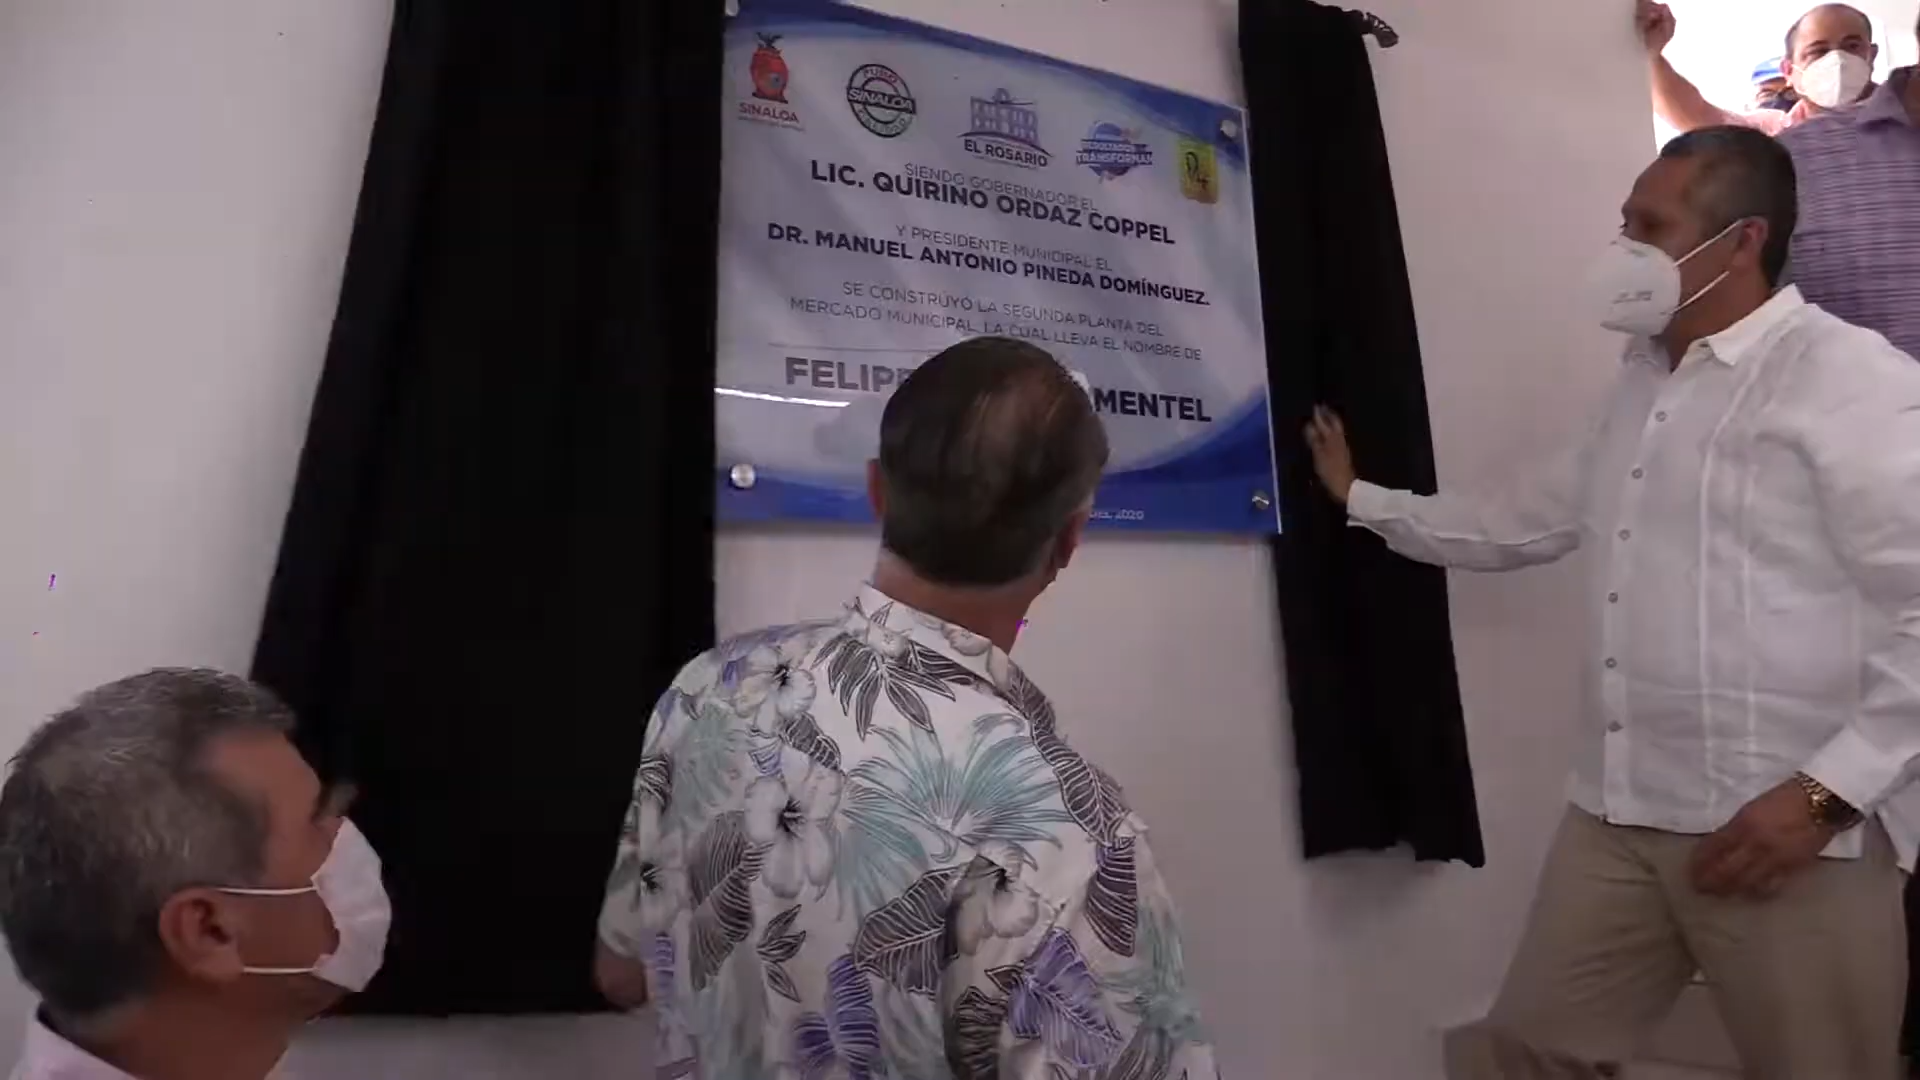 SINALOA
PURO
SINALOA
EL ROSARIO
RESULTADOS
TRANSFORMAN
SIENDO GOBERNADOR EL
LIC. QUIRINO ORDAZ COPPEL
Y PRESIDENTE MUNICIPAL EL
DR. MANUEL ANTONIO PINEDA DOMÍNGUEZ.
SE CONSTRUYÓ LA SEGUNDA PLANTA DEL
MERCADO MUNICIPAL, LA CUAL LLEVA EL NOMBRE DE
FELIPE MENTEL
DEL 2020